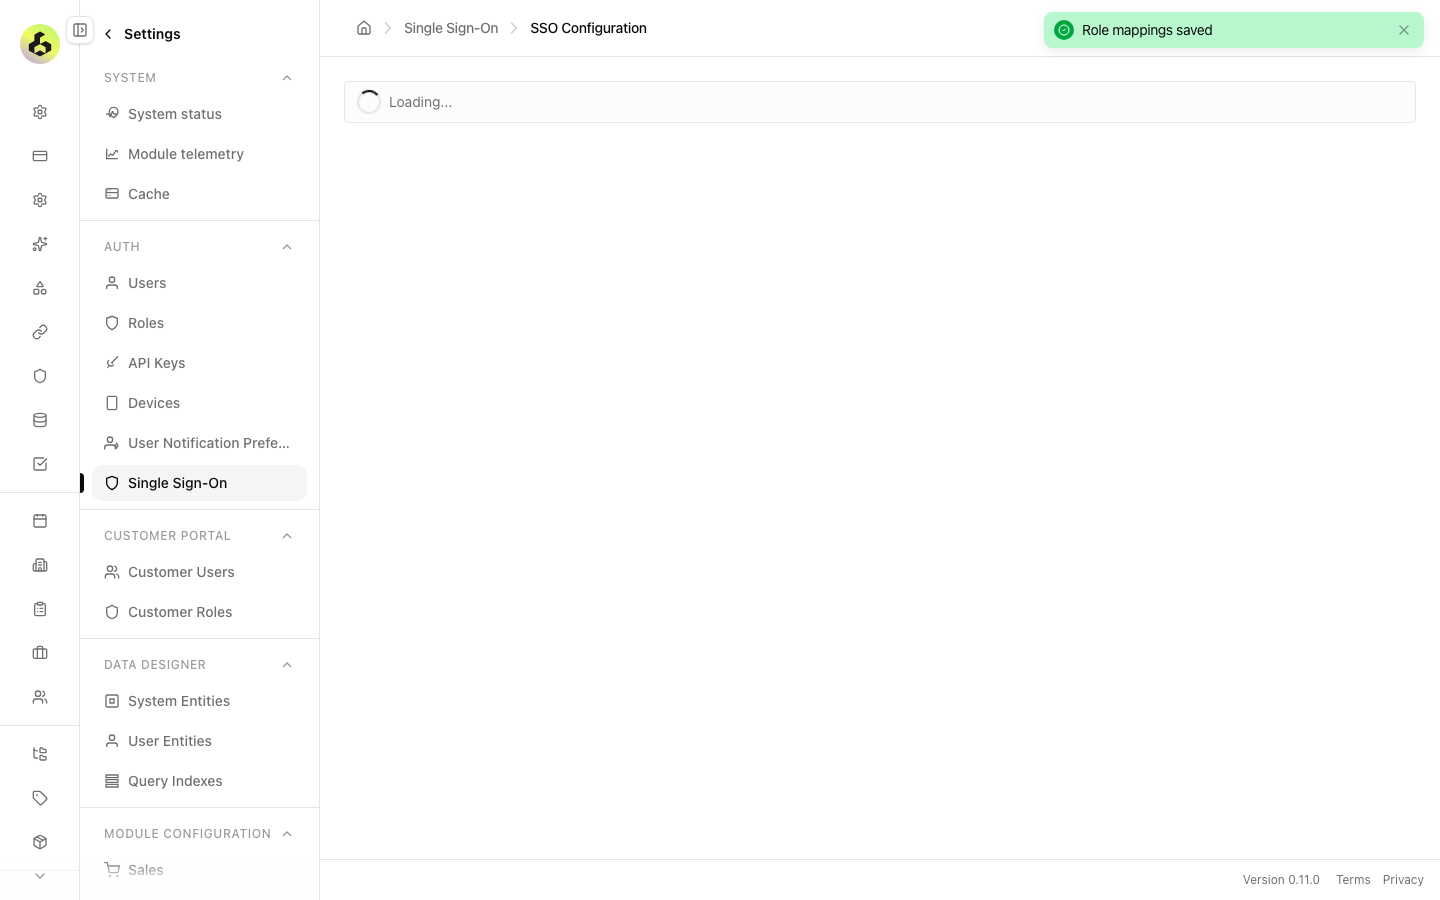 Settings
SYSTEM
System status
Module telemetry
Cache
AUTH
Users
Roles
API Keys
Devices
User Notification Prefe...
Single Sign-On
CUSTOMER PORTAL
Customer Users
Customer Roles
DATA DESIGNER
System Entities
User Entities
Query Indexes
MODULE CONFIGURATION
Sales
Single Sign-On
SSO Configuration
Role mappings saved
Loading...
Version 0.11.0
Terms
Privacy